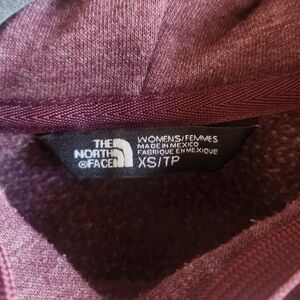 THE
NORTH
®FACE
WOMENS/FEMMES
MADE IN MEXICO
FABRIQUE EN MEXIQUE
XS/TP